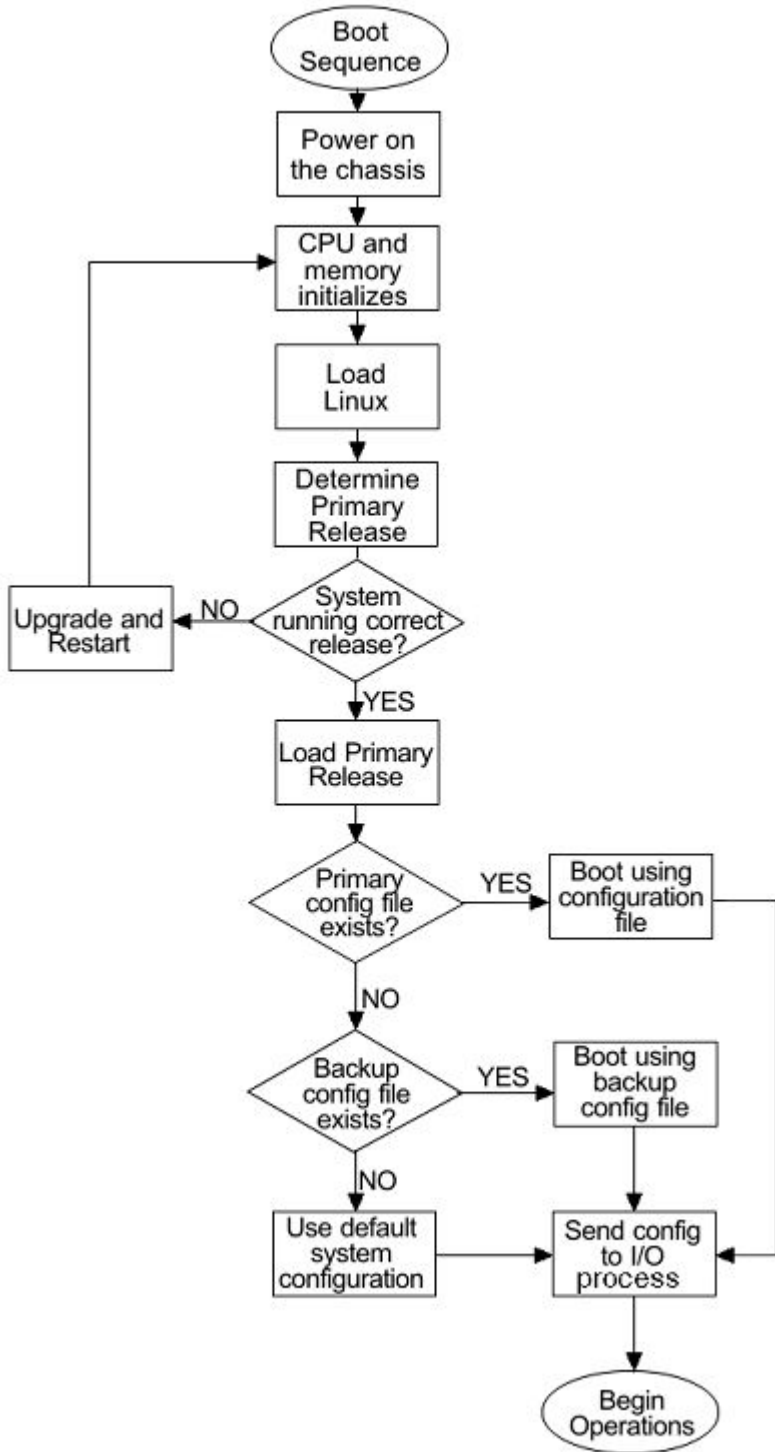 Boot
Sequence
Power on
the chassis
CPU and
memory
initializes
Load
Linux
Determine
Primary
Release
System
running correct
release?
NO
Upgrade and
Restart
YES
Load Primary
Release
Primary
config file
exists?
YES
Boot using
configuration
file
NO
Backup
config file
exists?
YES
Boot using
backup
config file
NO
Use default
system
configuration
Send config
to I/O
process
Begin
Operations